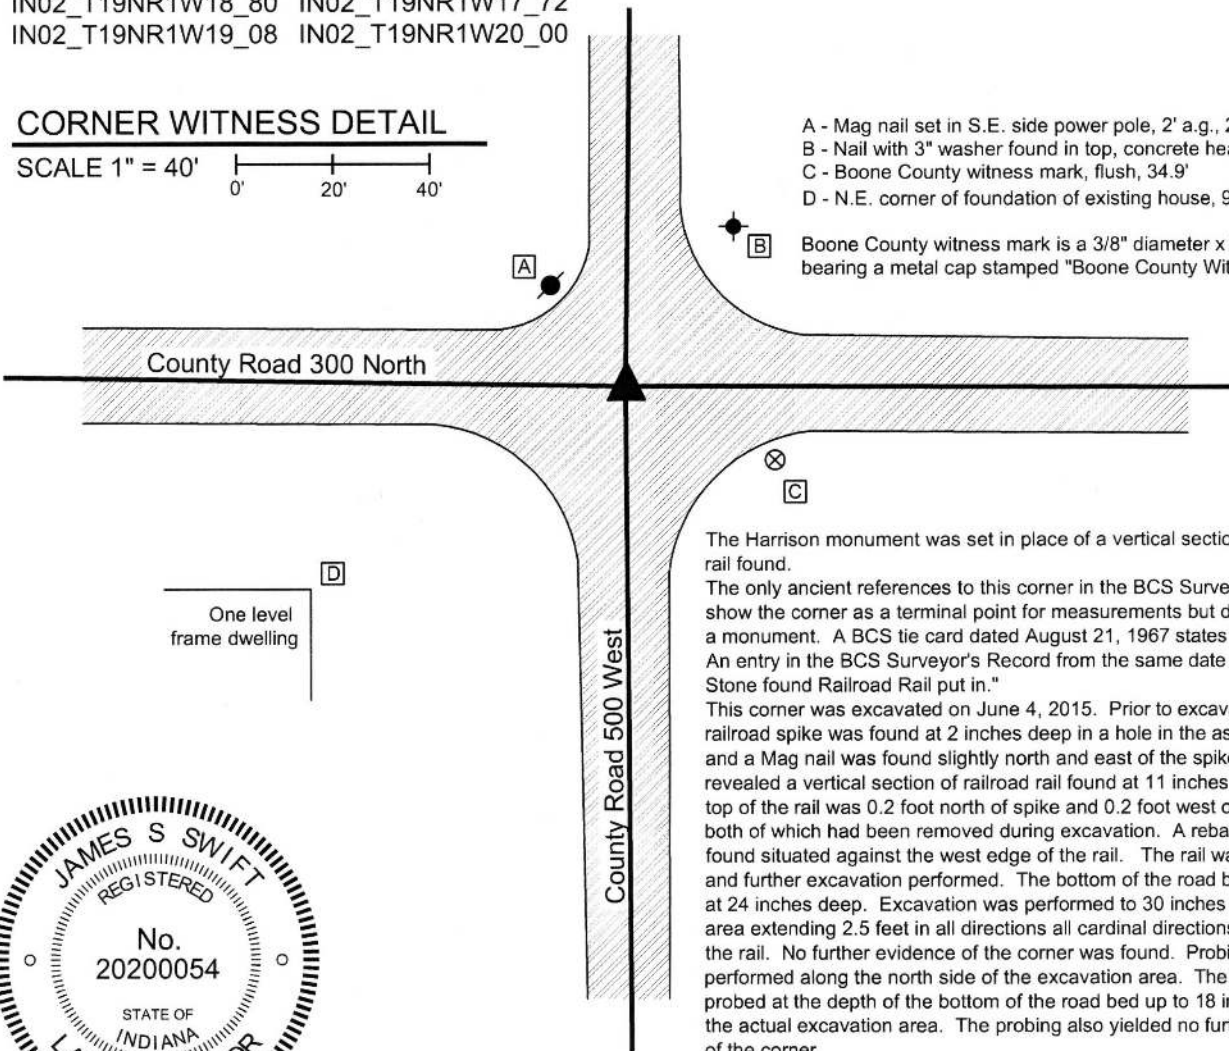 IN02_T19NR1W18_80 IN02_T19NR1W17_72
IN02_T19NR1W19_08 IN02_T19NR1W20_00
CORNER WITNESS DETAIL
SCALE 1" = 40'
0' 20' 40'
A - Mag nail set in S.E. side power pole, 2' a.g.,
B - Nail with 3" washer found in top, concrete
C - Boone County witness mark, flush, 34.9'
D - N.E. corner of foundation of existing house,
Boone County witness mark is a 3/8" diameter x
bearing a metal cap stamped "Boone County
A
B
County Road 300 North
C
D
One level
frame dwelling
County Road 500 West
The Harrison monument was set in place of a vertical
rail found.
The only ancient references to this corner in the BCS
show the corner as a terminal point for measurements but
a monument. A BCS tie card dated August 21, 1967 states
An entry in the BCS Surveyor's Record from the same date
Stone found Railroad Rail put in."
This corner was excavated on June 4, 2015. Prior to
railroad spike was found at 2 inches deep in a hole in the
and a Mag nail was found slightly north and east of the
revealed a vertical section of railroad rail found at 11 inches
top of the rail was 0.2 foot north of spike and 0.2 foot west
both of which had been removed during excavation. A
found situated against the west edge of the rail. The rail
and further excavation performed. The bottom of the road
at 24 inches deep. Excavation was performed to 30 inches
area extending 2.5 feet in all directions all cardinal directions
the rail. No further evidence of the corner was found.
performed along the north side of the excavation area. The
probed at the depth of the bottom of the road bed up to 18
the actual excavation area. The probing also yielded no
of the corner.
JAMES S SWIFT
REGISTERED
No.
20200054
STATE OF
INDIANA